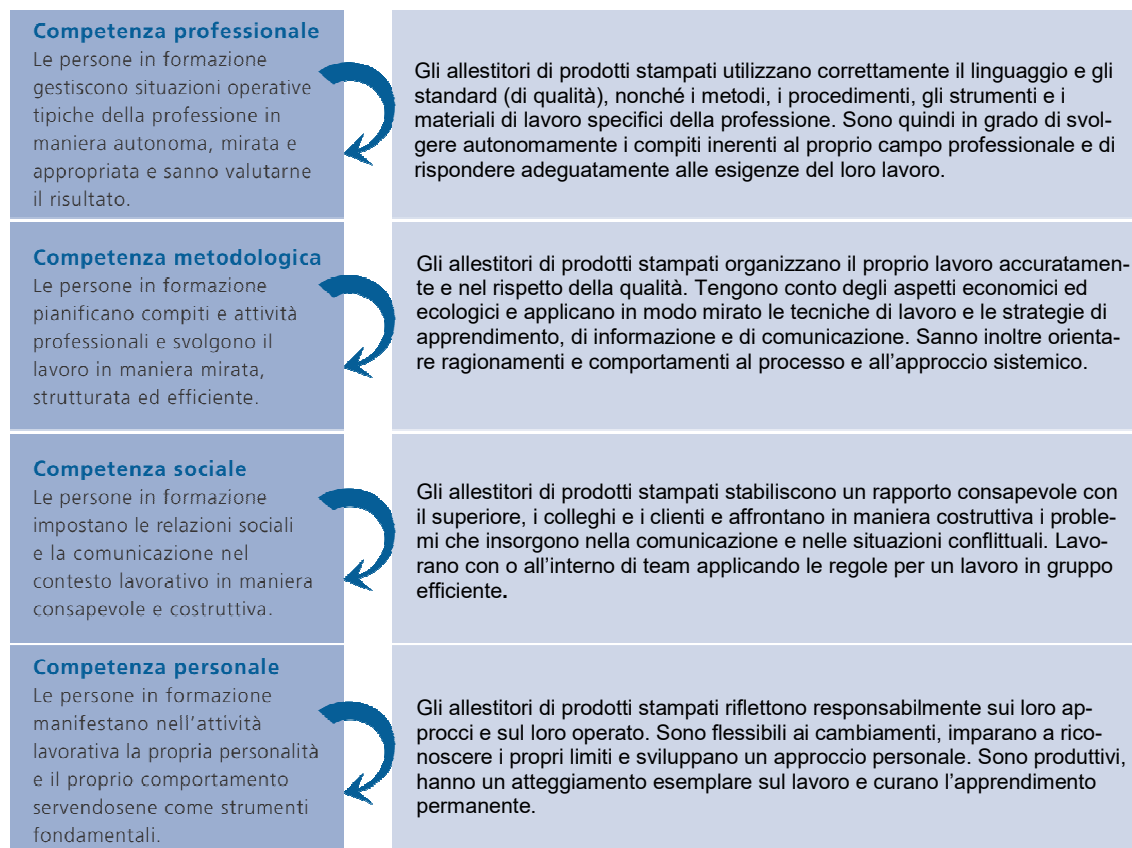 Competenza professionale
Le persone in formazione
gestiscono situazioni operative
tipiche della professione in
maniera autonoma, mirata e
appropriata e sanno valutarne
il risultato.
Gli allestitori di prodotti stampati utilizzano correttamente il linguaggio e gli
standard (di qualità), nonché i metodi, i procedimenti, gli strumenti e i
materiali di lavoro specifici della professione. Sono quindi in grado di svol-
gere autonomamente i compiti inerenti al proprio campo professionale e di
rispondere adeguatamente alle esigenze del loro lavoro.
Competenza metodologica
Le persone in formazione
pianificano compiti e attività
professionali e svolgono il
lavoro in maniera mirata,
strutturata ed efficiente.
Gli allestitori di prodotti stampati organizzano il proprio lavoro accuratamen-
te e nel rispetto della qualità. Tengono conto degli aspetti economici ed
ecologici e applicano in modo mirato le tecniche di lavoro e le strategie di
apprendimento, di informazione e di comunicazione. Sanno inoltre orienta-
re ragionamenti e comportamenti al processo e all’approccio sistemico.
Competenza sociale
Le persone in formazione
impostano le relazioni sociali
e la comunicazione nel
contesto lavorativo in maniera
consapevole e costruttiva.
Gli allestitori di prodotti stampati stabiliscono un rapporto consapevole con
il superiore, i colleghi e i clienti e affrontano in maniera costruttiva i proble-
mi che insorgono nella comunicazione e nelle situazioni conflittuali. Lavo-
rano con o all’interno di team applicando le regole per un lavoro in gruppo
efficiente.
Competenza personale
Le persone in formazione
manifestano nell’attività
lavorativa la propria personalità
e il proprio comportamento
servendosene come strumenti
fondamentali.
Gli allestitori di prodotti stampati riflettono responsabilmente sui loro ap-
procci e sul loro operato. Sono flessibili ai cambiamenti, imparano a rico-
noscere i propri limiti e sviluppano un approccio personale. Sono produttivi,
hanno un atteggiamento esemplare sul lavoro e curano l’apprendimento
permanente.